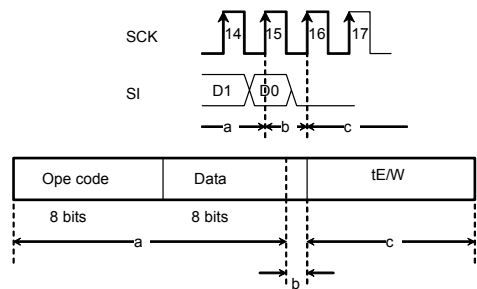 SCK 14 15 16 17
SI D1 D0
a b c
Ope code Data tE/W
8 bits 8 bits
a c
b